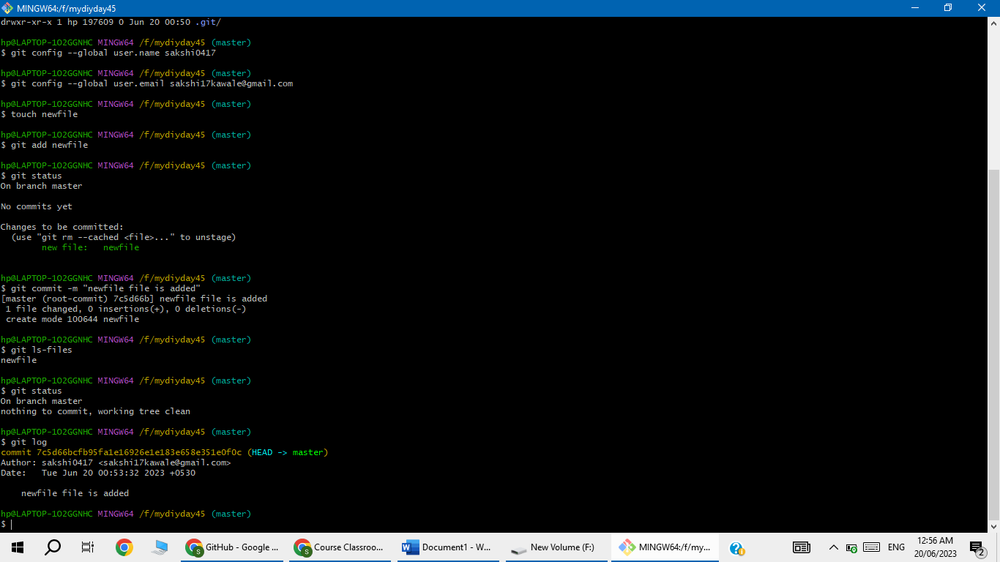 MINGW64:/f/mydiyday45
drwxr-xr-x 1 hp 197609 0 Jun 20 00:50 .git/
hp@LAPTOP-1O2GGNHC MINGW64 /f/mydiyday45 (master)
$ git config --global user.name sakshi0417
hp@LAPTOP-1O2GGNHC MINGW64 /f/mydiyday45 (master)
$ git config --global user.email sakshi17kawale@gmail.com
hp@LAPTOP-1O2GGNHC MINGW64 /f/mydiyday45 (master)
$ touch newfile
hp@LAPTOP-1O2GGNHC MINGW64 /f/mydiyday45 (master)
$ git add newfile
hp@LAPTOP-1O2GGNHC MINGW64 /f/mydiyday45 (master)
$ git status
On branch master
No commits yet
Changes to be committed:
  (use "git rm --cached <file>..." to unstage)
        new file:   newfile
hp@LAPTOP-1O2GGNHC MINGW64 /f/mydiyday45 (master)
$ git commit -m "newfile file is added"
[master (root-commit) 7c5d66b] newfile file is added
 1 file changed, 0 insertions(+), 0 deletions(-)
 create mode 100644 newfile
hp@LAPTOP-1O2GGNHC MINGW64 /f/mydiyday45 (master)
$ git ls-files
newfile
hp@LAPTOP-1O2GGNHC MINGW64 /f/mydiyday45 (master)
$ git status
On branch master
nothing to commit, working tree clean
hp@LAPTOP-1O2GGNHC MINGW64 /f/mydiyday45 (master)
$ git log
commit 7c5d66bcfb95fa1e16926e1e183e658e351e0f0c (HEAD -> master)
Author: sakshi0417 <sakshi17kawale@gmail.com>
Date:   Tue Jun 20 00:53:32 2023 +0530
    newfile file is added
hp@LAPTOP-1O2GGNHC MINGW64 /f/mydiyday45 (master)
$
GitHub - Google ... Course Classroo... Document1 - W... New Volume (F:) MINGW64:/f/my... ENG 12:56 AM
20/06/2023 2